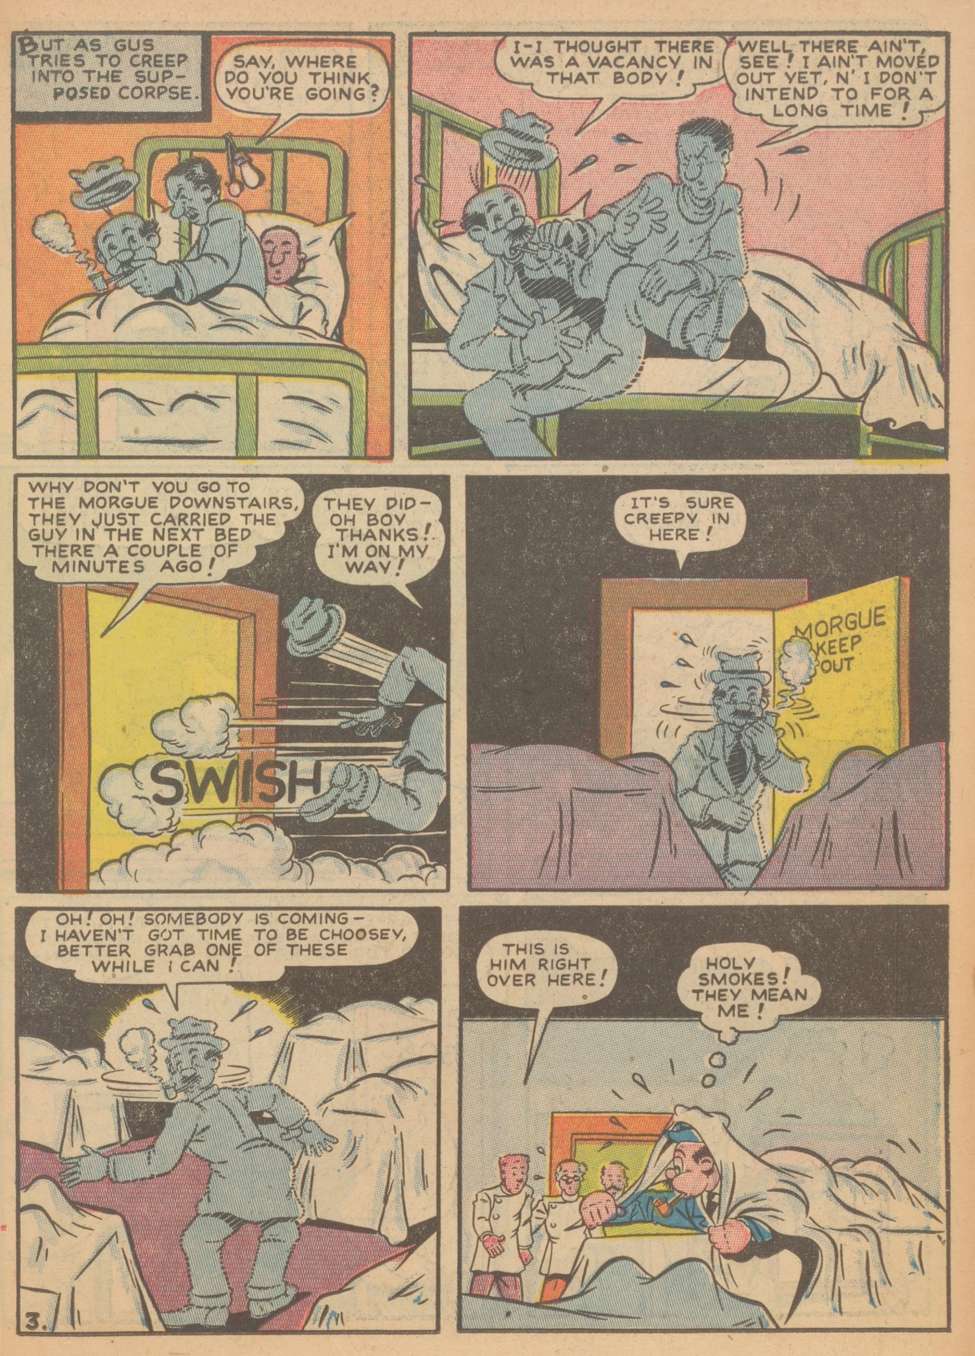 BUT AS GUS
TRIES TO CREEP
INTO THE SUP-
POSED CORPSE.
SAY, WHERE
DO YOU THINK
YOU'RE GOING?
I-I THOUGHT THERE
WAS A VACANCY IN
THAT BODY!
WELL THERE AIN'T,
SEE! I AIN'T MOVED
OUT YET, N' I DON'T
INTEND TO FOR A
LONG TIME!
WHY DON'T YOU GO TO
THE MORGUE DOWNSTAIRS,
THEY JUST CARRIED THE
GUY IN THE NEXT BED
THERE A COUPLE OF
MINUTES AGO!
THEY DID-
OH BOY
THANKS!
I'M ON MY
WAY!
SWISH
IT'S SURE
CREEPY IN
HERE!
MORGUE
KEEP
OUT
OH! OH! SOMEBODY IS COMING-
I HAVEN'T GOT TIME TO BE CHOOSEY,
BETTER GRAB ONE OF THESE
WHILE I CAN!
3.
THIS IS
HIM RIGHT
OVER HERE!
HOLY
SMOKES!
THEY MEAN
ME!